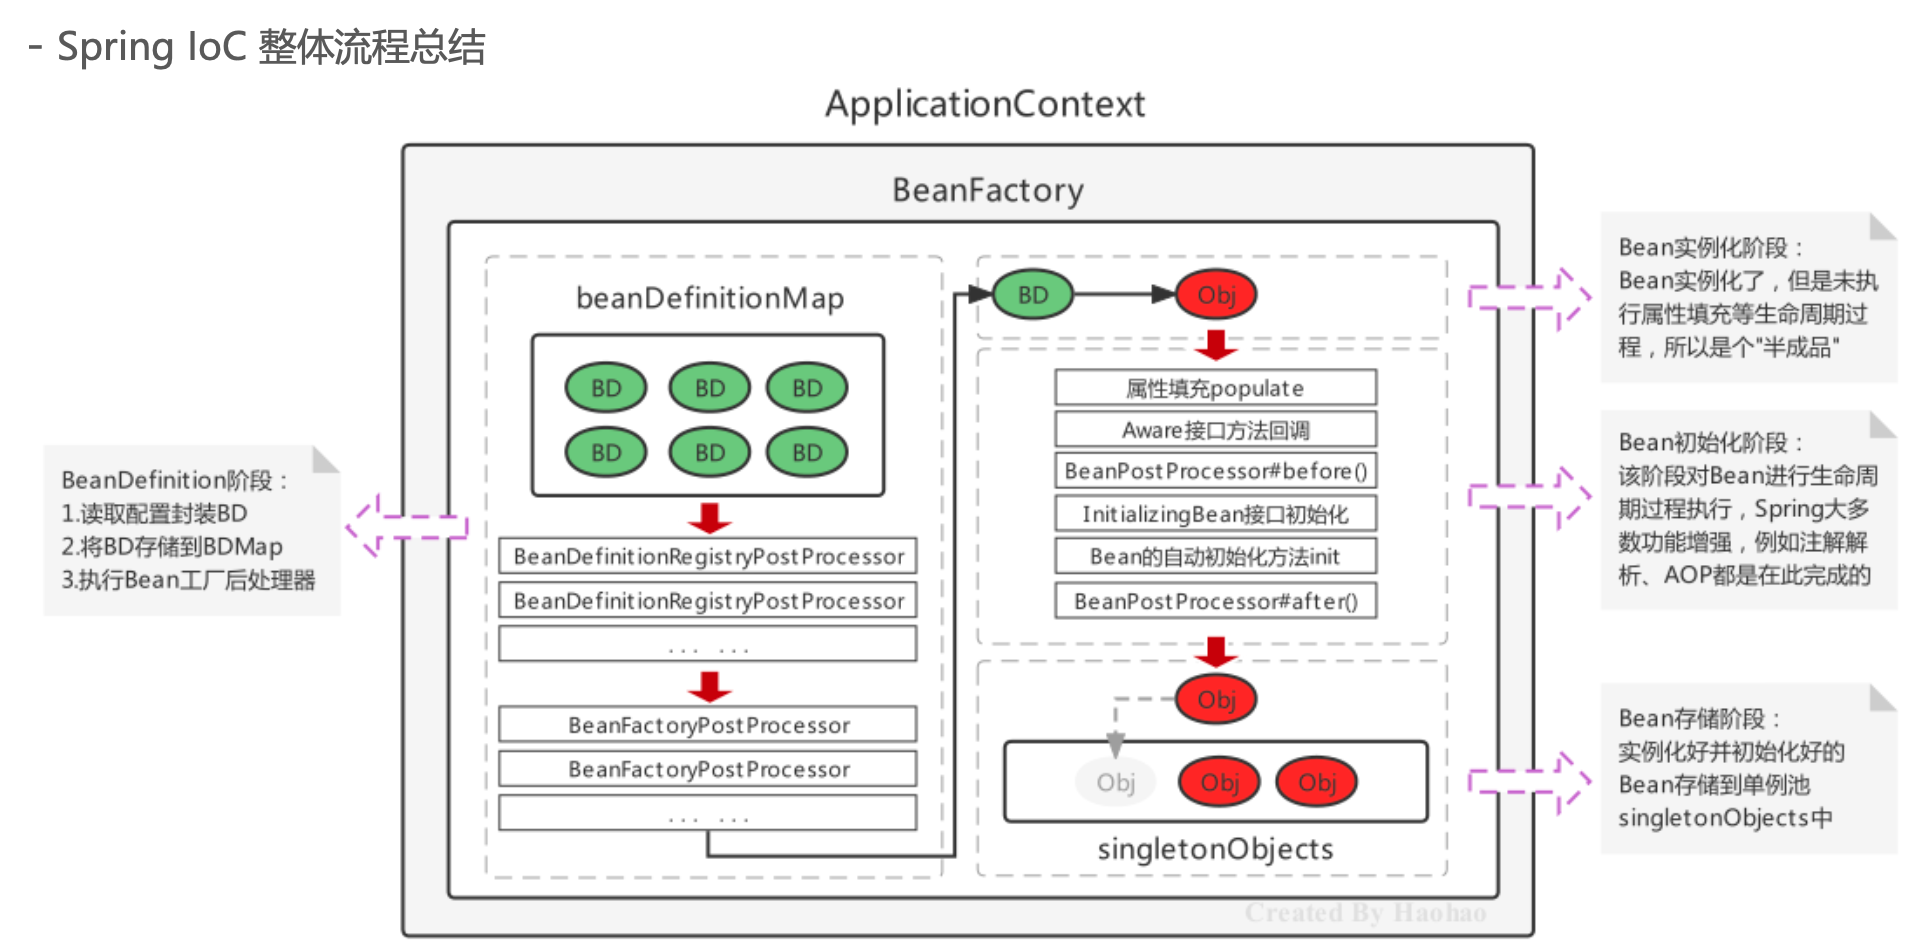 - Spring IoC 整体流程总结
ApplicationContext
BeanFactory
beanDefinitionMap
BD BD BD
BD BD BD
BeanDefinitionRegistryPostProcessor
BeanDefinitionRegistryPostProcessor
... ...
BeanFactoryPostProcessor
BeanFactoryPostProcessor
... ...
BeanDefinition阶段：
1.读取配置封装BD
2.将BD存储到BDMap
3.执行Bean工厂后处理器
BD Obj
属性填充populate
Aware接口方法回调
BeanPostProcessor#before()
InitializingBean接口初始化
Bean的自动初始化方法init
BeanPostProcessor#after()
Obj
Obj Obj Obj
singletonObjects
Bean实例化阶段：
Bean实例化了，但是未执
行属性填充等生命周期过
程，所以是个"半成品"
Bean初始化阶段：
该阶段对Bean进行生命周
期过程执行，Spring大多
数功能增强，例如注解解
析、AOP都是在此完成的
Bean存储阶段：
实例化好并初始化好的
Bean存储到单例池
singletonObjects中
Created By Haohao